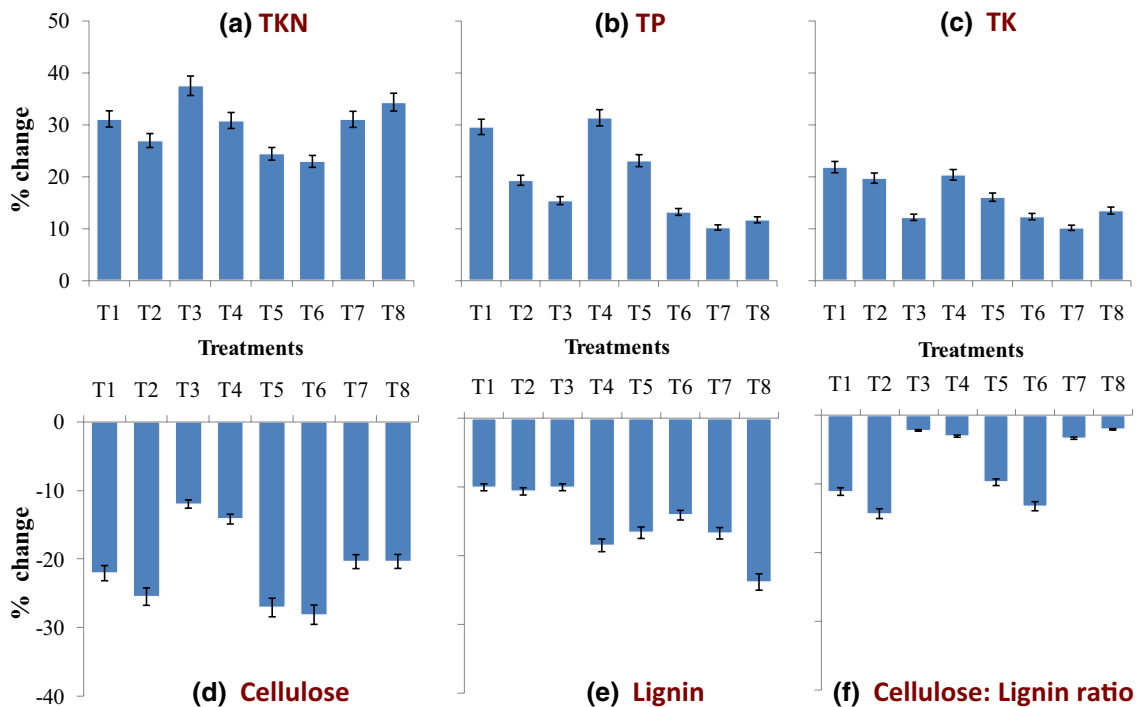 (a) TKN
(b) TP
(c) TK
% change
50
40
30
20
10
0
T1 T2 T3 T4 T5 T6 T7 T8
T1 T2 T3 T4 T5 T6 T7 T8
T1 T2 T3 T4 T5 T6 T7 T8
Treatments
Treatments
Treatments
T1 T2 T3 T4 T5 T6 T7 T8
T1 T2 T3 T4 T5 T6 T7 T8
T1 T2 T3 T4 T5 T6 T7 T8
% change
0
-10
-20
-30
-40
(d) Cellulose
(e) Lignin
(f) Cellulose: Lignin ratio